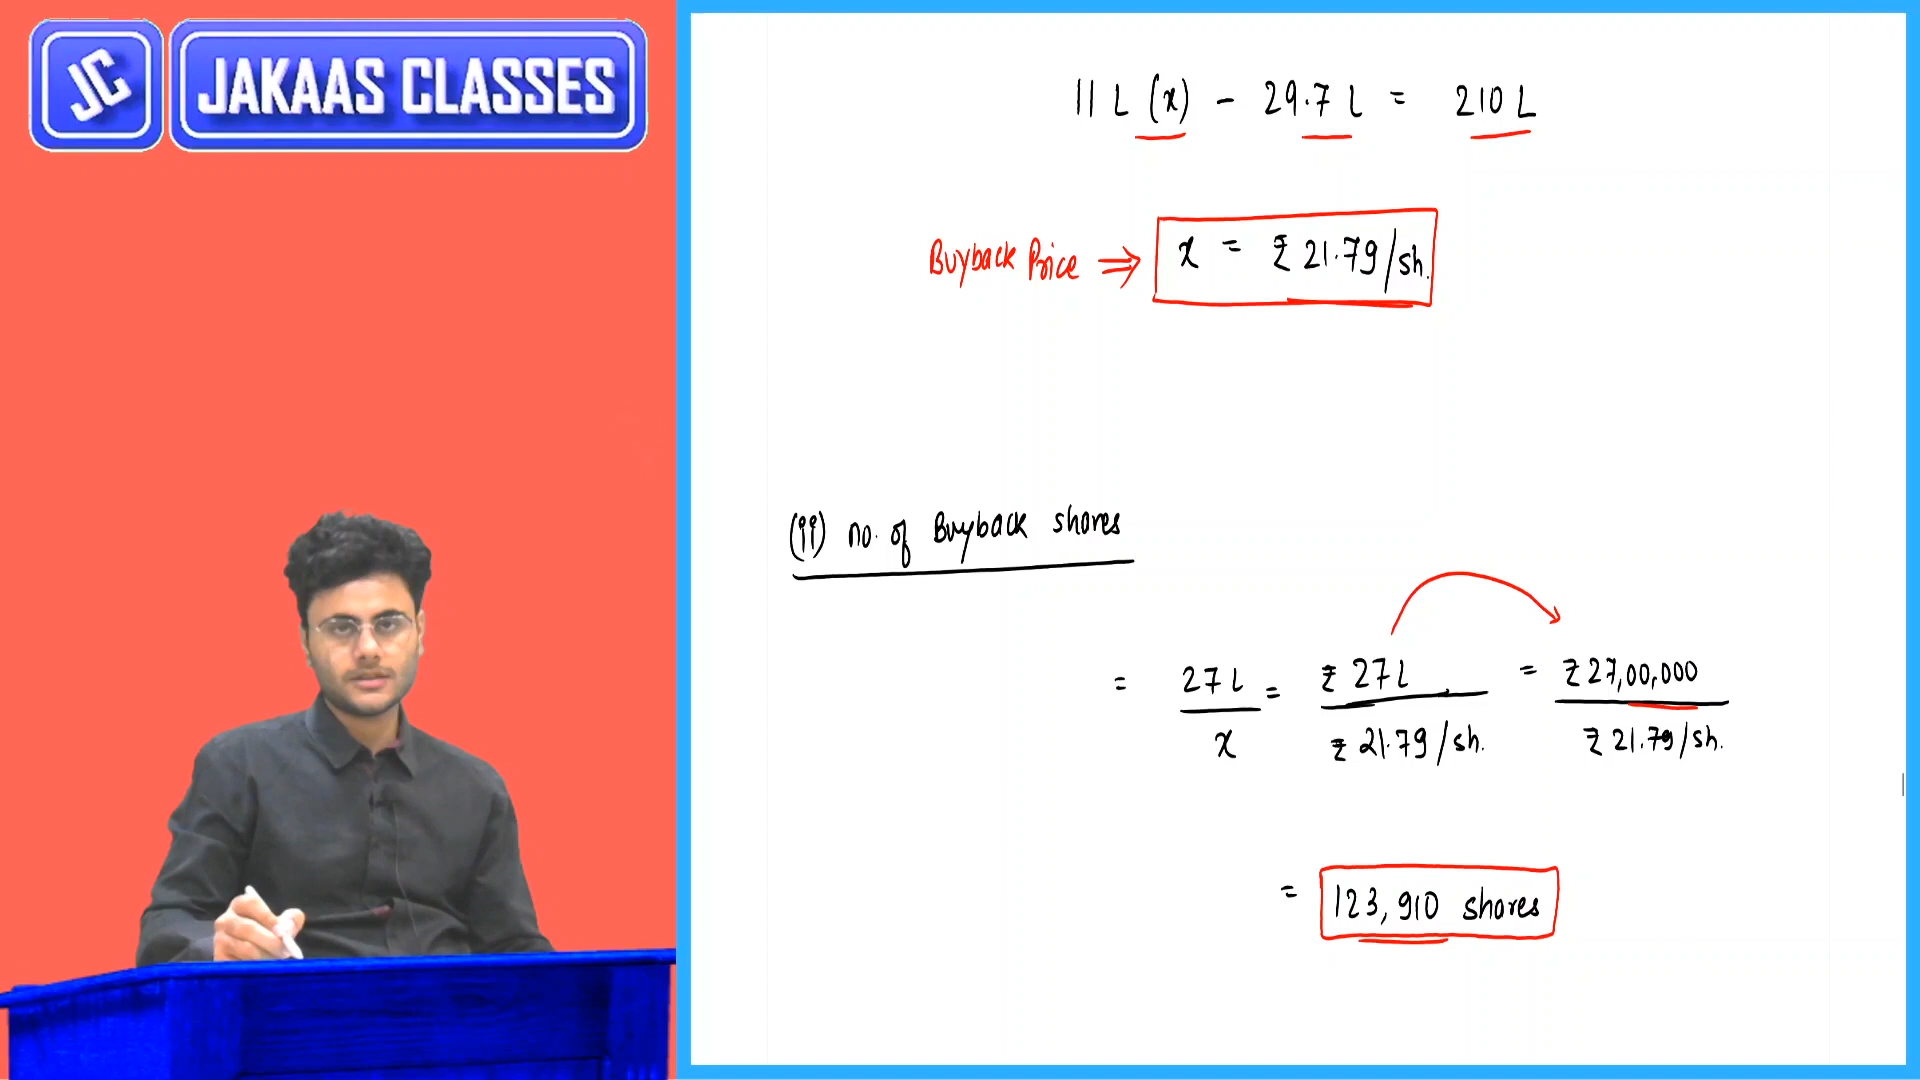 JC JAKAAS CLASSES
11 L (x) - 29.7 L = 210 L
Buyback Price ⇒ x = ₹ 21.79/sh.
(ii) no. of Buyback shares
= 27 L / x = ₹ 27 L / ₹ 21.79/sh. = ₹ 27,00,000 / ₹ 21.79/sh.
= 123,910 shares